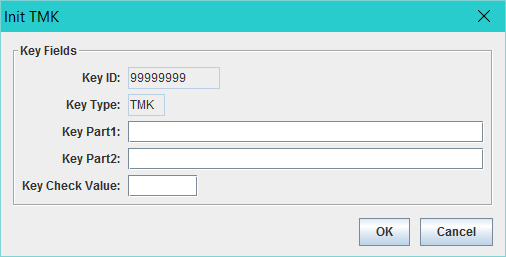 Init TMK
Key Fields
Key ID: 99999999
Key Type: TMK
Key Part1:
Key Part2:
Key Check Value:
OK Cancel